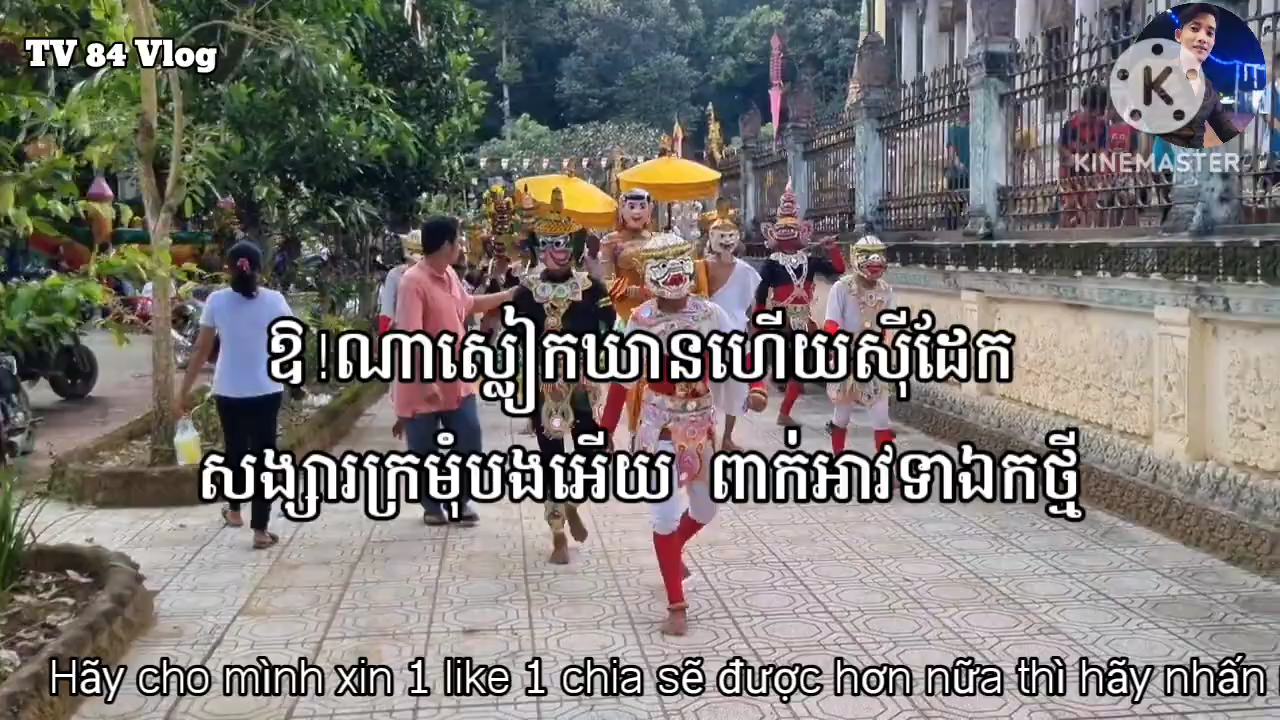 TV 84 Vlog
KINEMASTER
ឱ!ណាស្លៀកឃានហើយស៊ីដែក
សង្សារក្រមុំបងអើយ ពាក់អាវទាឯកថ្មី
Hãy cho mình xin 1 like 1 chia sẽ được hơn nữa thì hãy nhấn